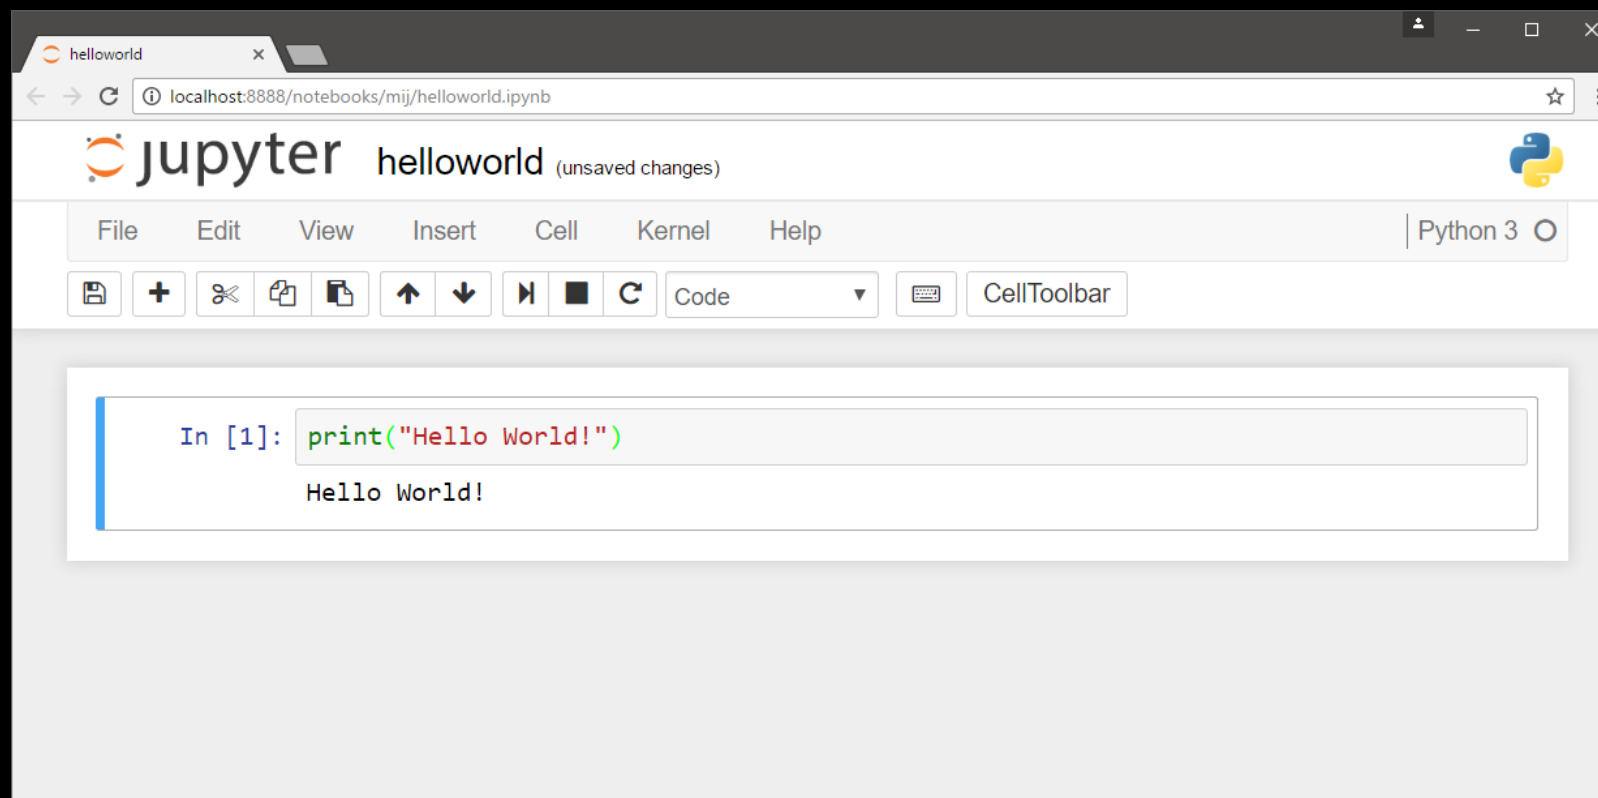 helloworld
localhost:8888/notebooks/mij/helloworld.ipynb
jupyter helloworld (unsaved changes)
File Edit View Insert Cell Kernel Help Python 3
Code CellToolbar
In [1]: print("Hello World!")
Hello World!